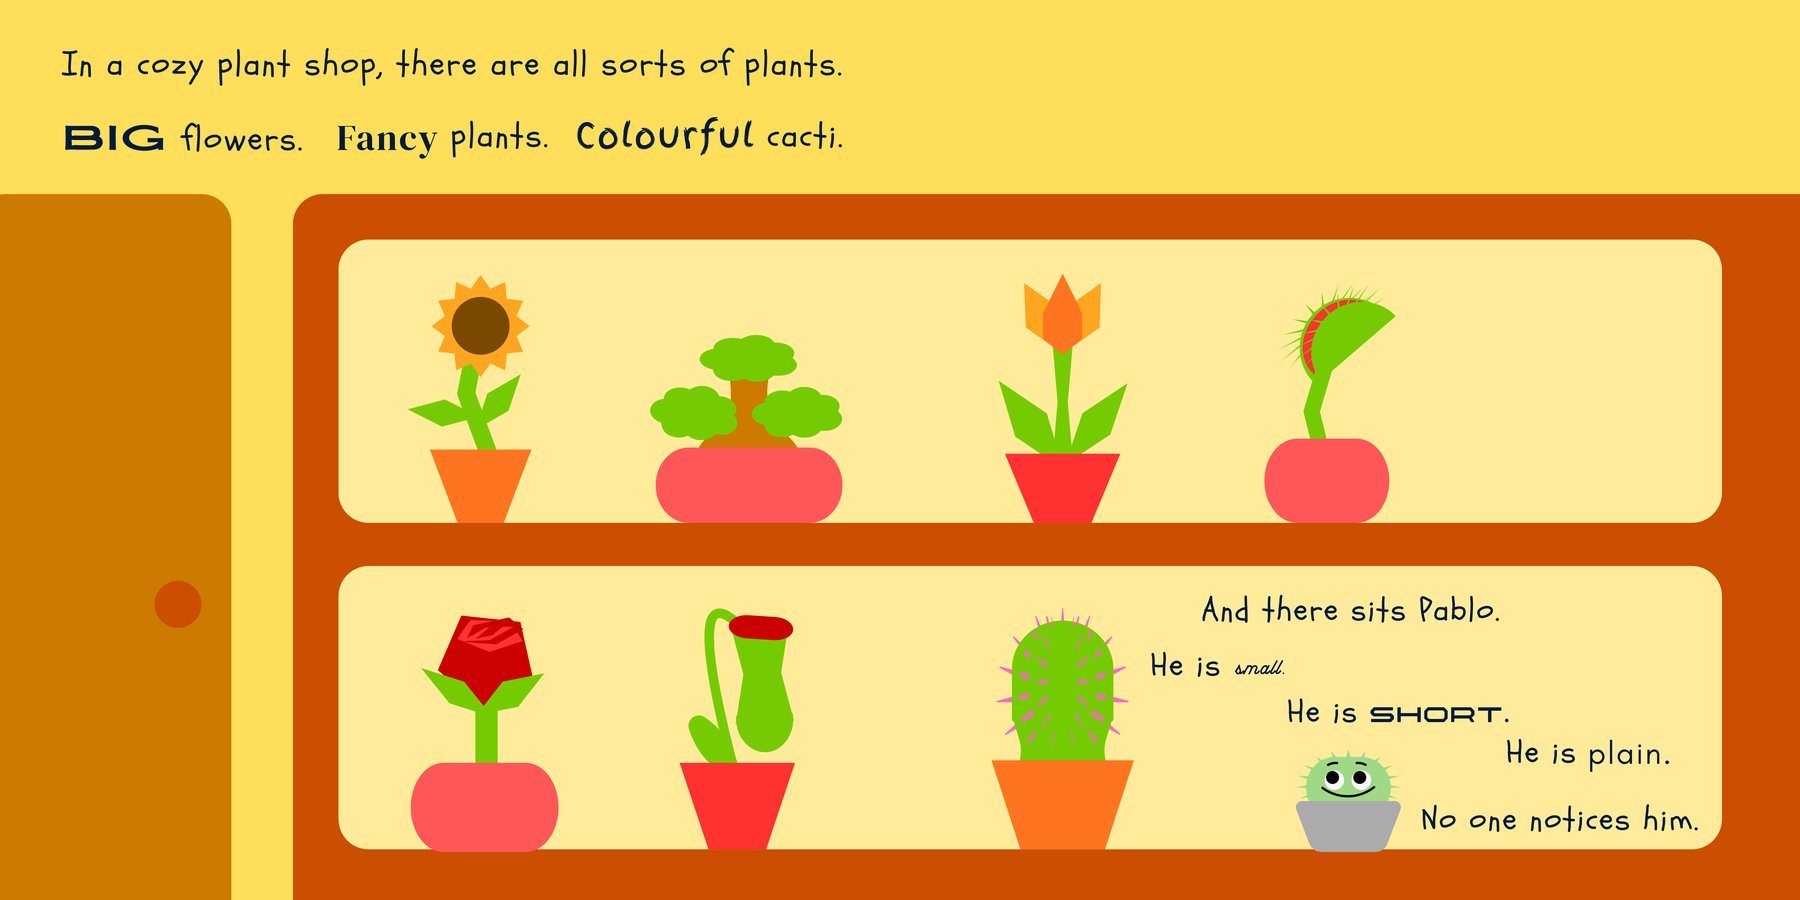 In a cozy plant shop, there are all sorts of plants.
BIG flowers. Fancy plants. Colourful cacti.
And there sits Pablo.
He is small.
He is SHORT.
He is plain.
No one notices him.